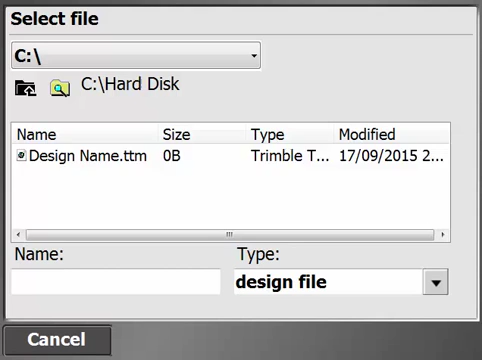 Select file
C:\
C:\Hard Disk
Name Size Type Modified
Design Name.ttm 0B Trimble T... 17/09/2015 2...
Name: Type:
design file
Cancel